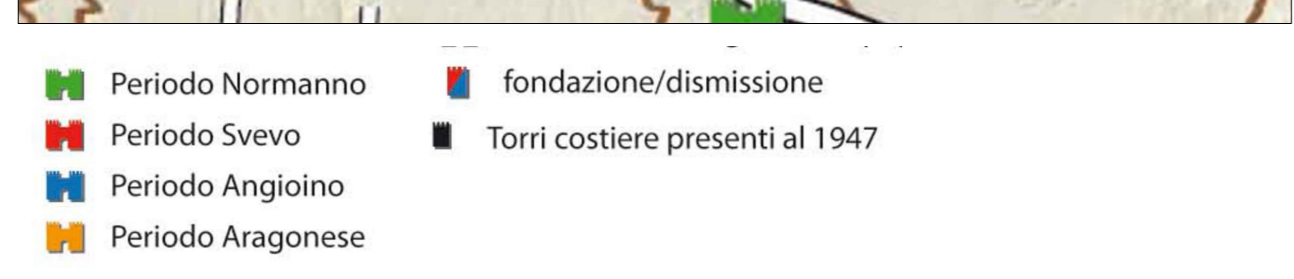 Periodo Normanno
Periodo Svevo
Periodo Angioino
Periodo Aragonese
fondazione/dismissione
Torri costiere presenti al 1947